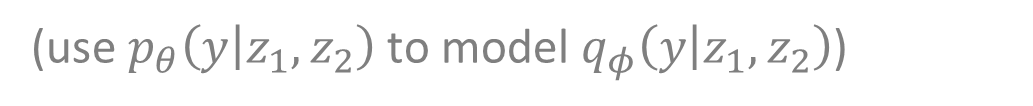 (use 𝑝𝜃(𝑦|𝑧1, 𝑧2) to model 𝑞𝜙(𝑦|𝑧1, 𝑧2))